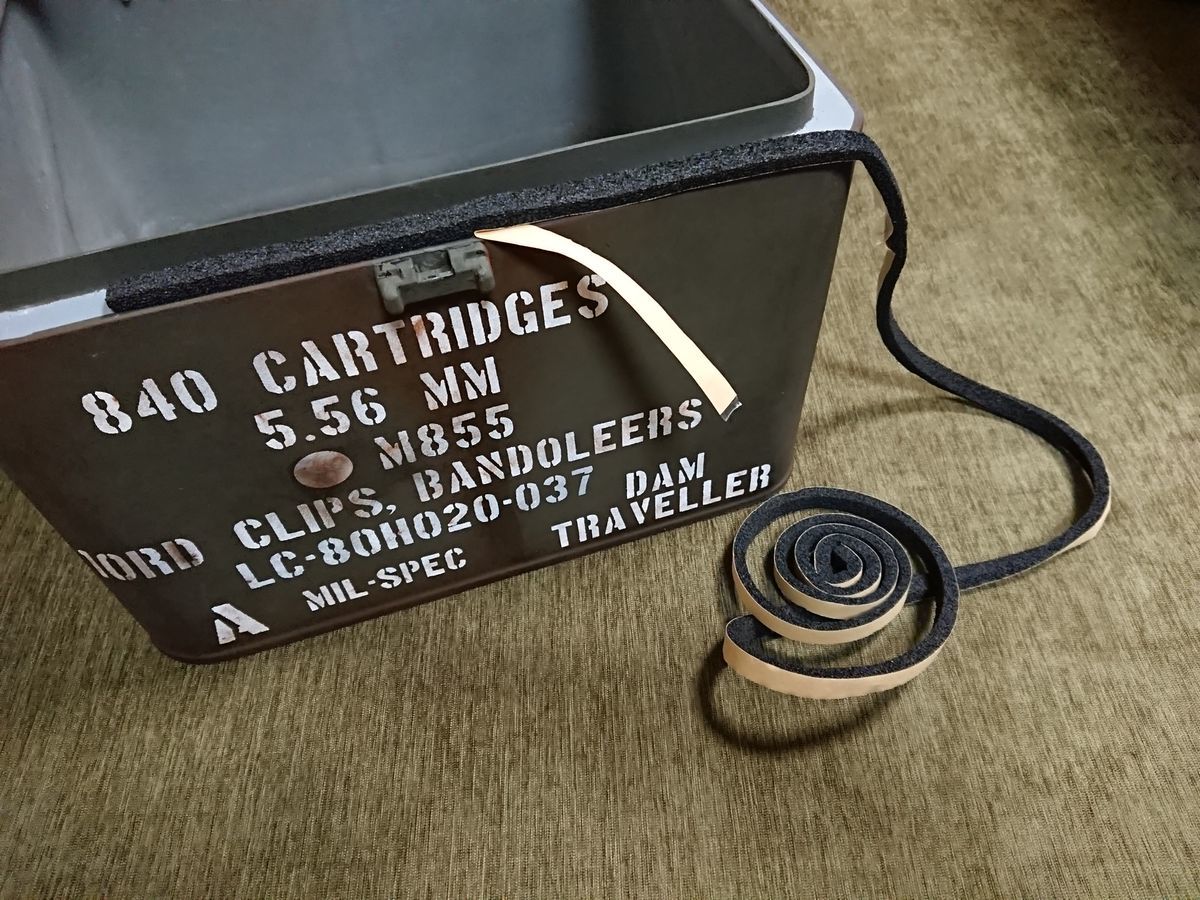 840 CARTRIDGES
5.56 MM
M855
CLIPS, BANDOLEERS
LC-80H020-037 DAM
MIL-SPEC TRAVELLER
A